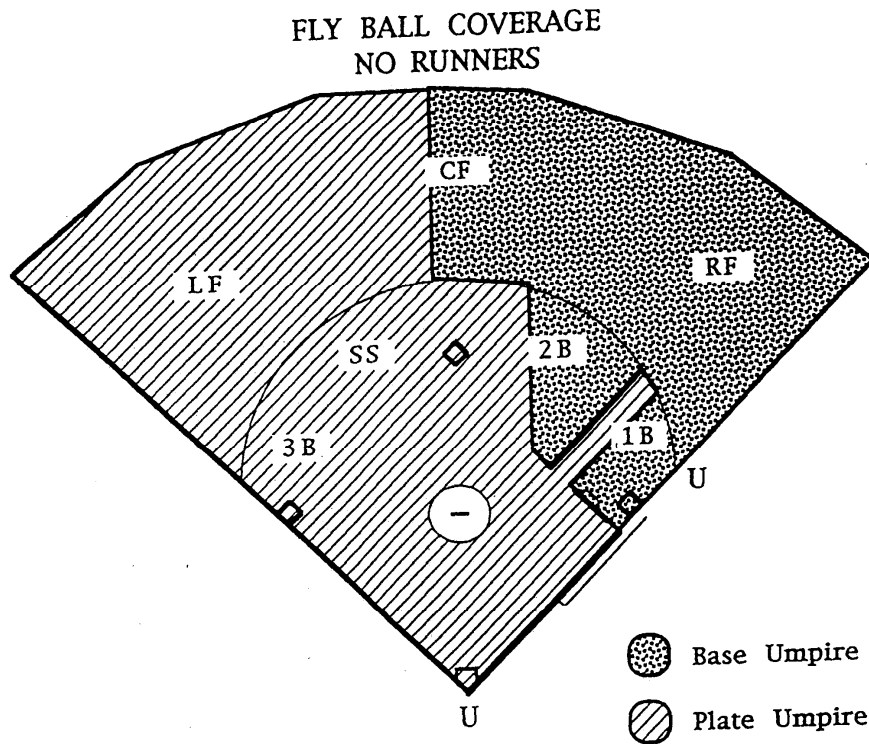 FLY BALL COVERAGE
NO RUNNERS
CF
LF
RF
SS
2B
3B
1B
U
Base Umpire
Plate Umpire
U